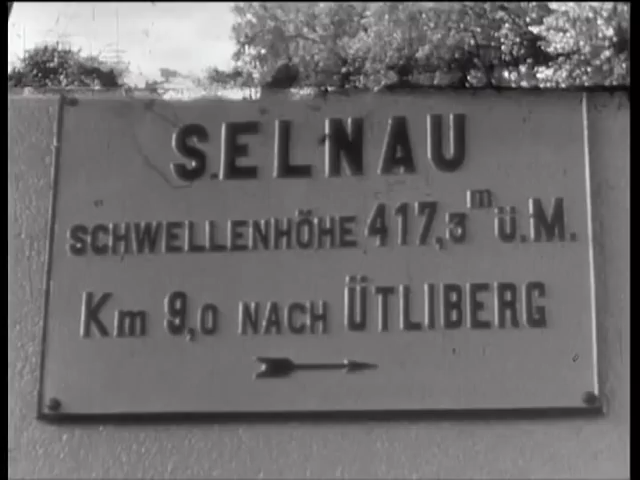 SELNAU
SCHWELLENHÖHE 417,3 m ü. M.
Km 9,0 NACH ÜTLIBERG